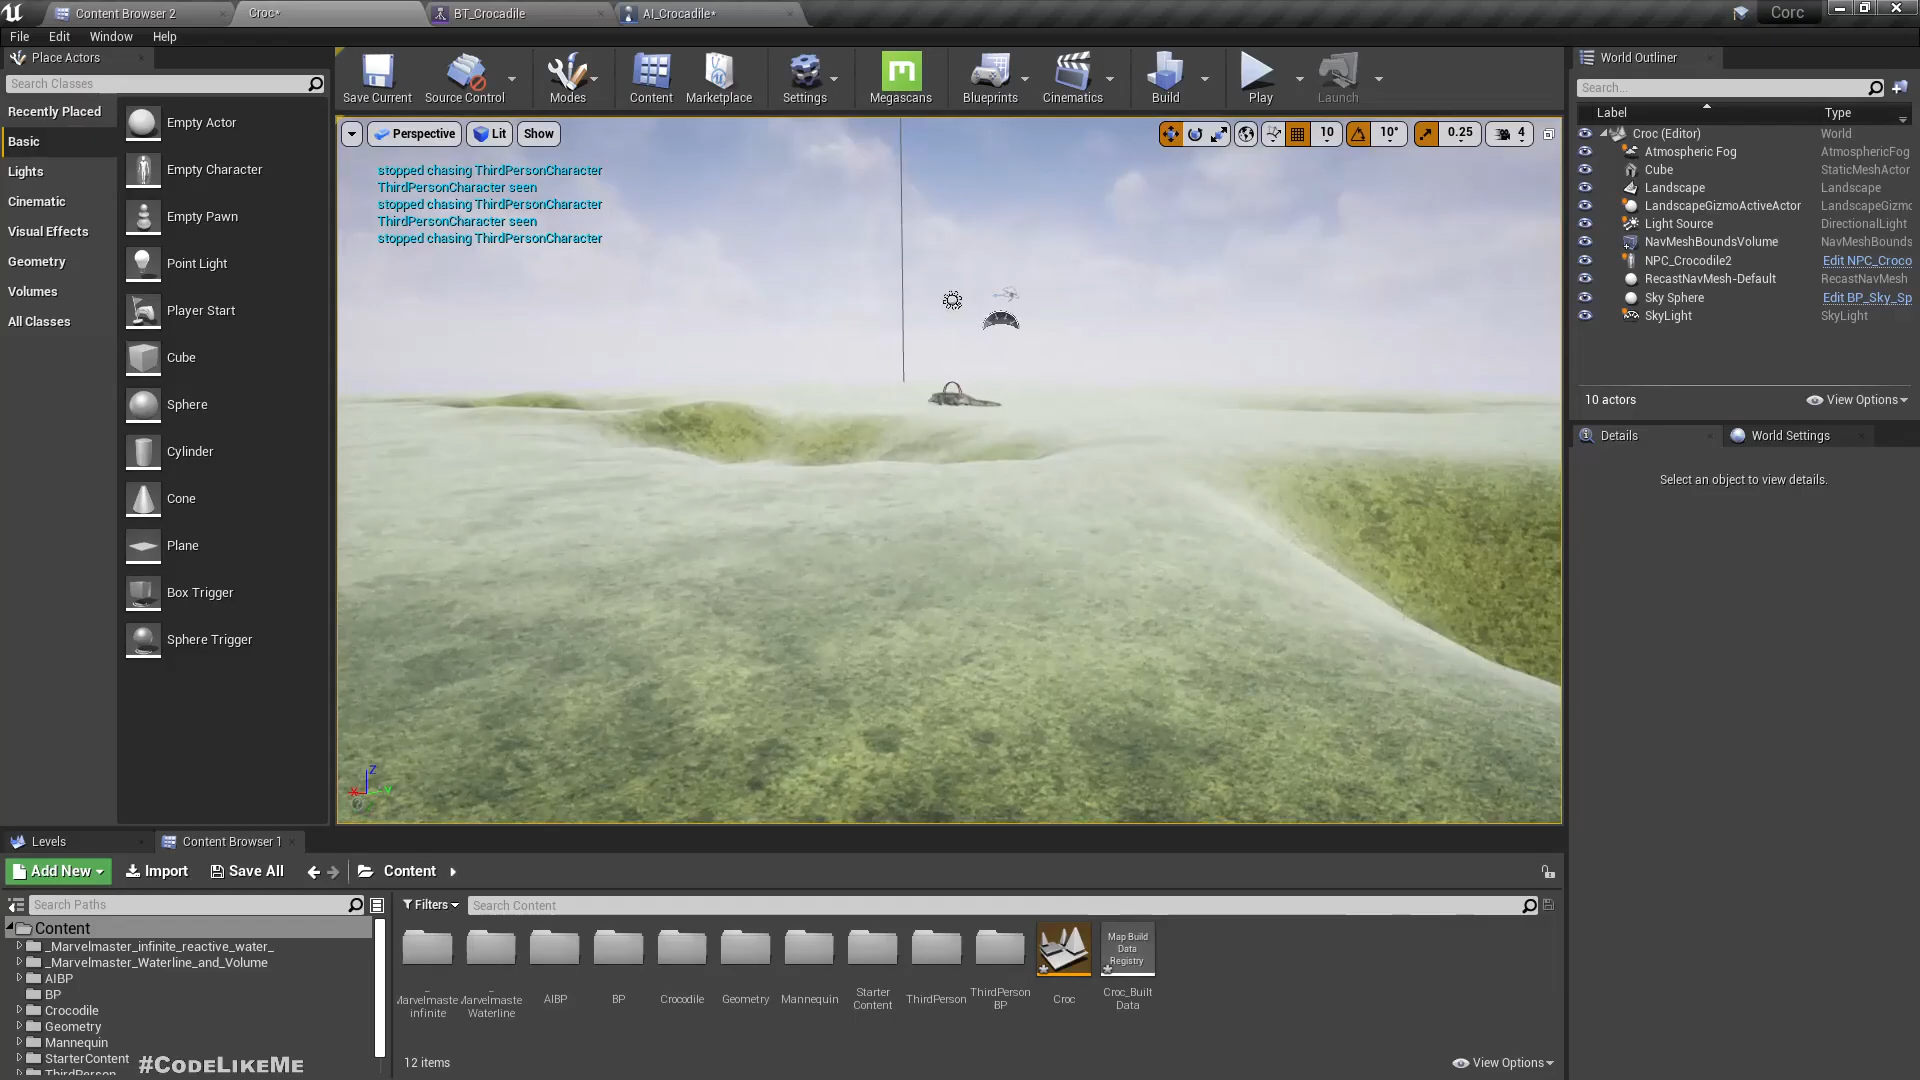 Content Browser 2
Croc*
BT_Crocadile
AI_Crocadile*
Corc
File Edit Window Help
Place Actors
Search Classes
Recently Placed
Basic
Lights
Cinematic
Visual Effects
Geometry
Volumes
All Classes
Empty Actor
Empty Character
Empty Pawn
Point Light
Player Start
Cube
Sphere
Cylinder
Cone
Plane
Box Trigger
Sphere Trigger
Save Current
Source Control
Modes
Content
Marketplace
Settings
Megascans
Blueprints
Cinematics
Build
Play
Launch
Perspective Lit Show
10 10° 0.25 4
stopped chasing ThirdPersonCharacter
ThirdPersonCharacter seen
stopped chasing ThirdPersonCharacter
ThirdPersonCharacter seen
stopped chasing ThirdPersonCharacter
Z
X Y
World Outliner
Search...
Label Type
Croc (Editor) World
Atmospheric Fog AtmosphericFog
Cube StaticMeshActor
Landscape Landscape
LandscapeGizmoActiveActor LandscapeGizmo
Light Source DirectionalLight
NavMeshBoundsVolume NavMeshBounds
NPC_Crocodile2 Edit NPC_Croco
RecastNavMesh-Default RecastNavMesh
Sky Sphere Edit BP_Sky_Sp
SkyLight SkyLight
10 actors
View Options
Details
World Settings
Select an object to view details.
Levels
Content Browser 1
Add New Import Save All Content
Search Paths
Content
_Marvelmaster_infinite_reactive_water_
_Marvelmaster_Waterline_and_Volume
AIBP
BP
Crocodile
Geometry
Mannequin
StarterContent
ThirdPerson
#CodeLikeMe
Filters
Search Content
_
Marvelmaste
infinite
_
Marvelmaste
Waterline
AIBP
BP
Crocodile
Geometry
Mannequin
Starter
Content
ThirdPerson
ThirdPerson
BP
Croc
Map Build
Data
Registry
Croc_Built
Data
12 items
View Options